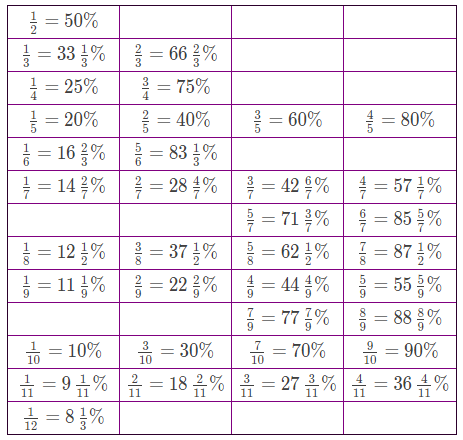 1/2 = 50%
1/3 = 33 1/3% 2/3 = 66 2/3%
1/4 = 25% 3/4 = 75%
1/5 = 20% 2/5 = 40% 3/5 = 60% 4/5 = 80%
1/6 = 16 2/3% 5/6 = 83 1/3%
1/7 = 14 2/7% 2/7 = 28 4/7% 3/7 = 42 6/7% 4/7 = 57 1/7%
5/7 = 71 3/7% 6/7 = 85 5/7%
1/8 = 12 1/2% 3/8 = 37 1/2% 5/8 = 62 1/2% 7/8 = 87 1/2%
1/9 = 11 1/9% 2/9 = 22 2/9% 4/9 = 44 4/9% 5/9 = 55 5/9%
7/9 = 77 7/9% 8/9 = 88 8/9%
1/10 = 10% 3/10 = 30% 7/10 = 70% 9/10 = 90%
1/11 = 9 1/11% 2/11 = 18 2/11% 3/11 = 27 3/11% 4/11 = 36 4/11%
1/12 = 8 1/3%